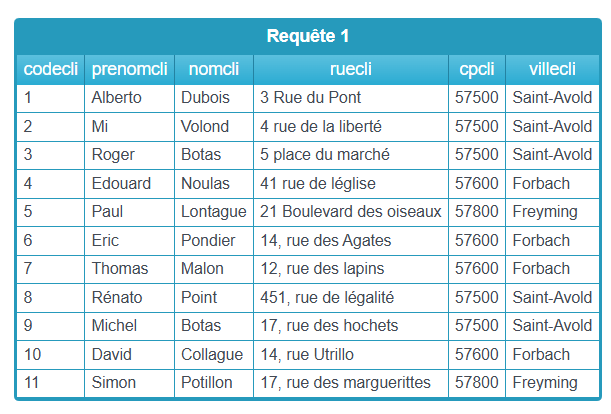 Requête 1
codecli prenomcli nomcli ruecli cpcli villecli
1 Alberto Dubois 3 Rue du Pont 57500 Saint-Avold
2 Mi Volond 4 rue de la liberté 57500 Saint-Avold
3 Roger Botas 5 place du marché 57500 Saint-Avold
4 Edouard Noulas 41 rue de léglise 57600 Forbach
5 Paul Lontague 21 Boulevard des oiseaux 57800 Freyming
6 Eric Pondier 14, rue des Agates 57600 Forbach
7 Thomas Malon 12, rue des lapins 57600 Forbach
8 Rénato Point 451, rue de légalité 57500 Saint-Avold
9 Michel Botas 17, rue des hochets 57500 Saint-Avold
10 David Collague 14, rue Utrillo 57600 Forbach
11 Simon Potillon 17, rue des marguerittes 57800 Freyming